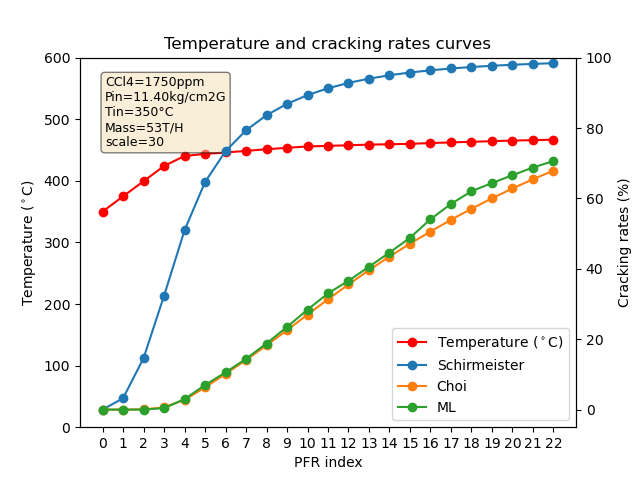 Temperature and cracking rates curves
CCl4=1750ppm
Pin=11.40kg/cm2G
Tin=350°C
Mass=53T/H
scale=30
600
500
400
300
200
100
0
Temperature (°C)
100
80
60
40
20
0
Cracking rates (%)
Temperature (°C)
Schirmeister
Choi
ML
0 1 2 3 4 5 6 7 8 9 10 11 12 13 14 15 16 17 18 19 20 21 22
PFR index